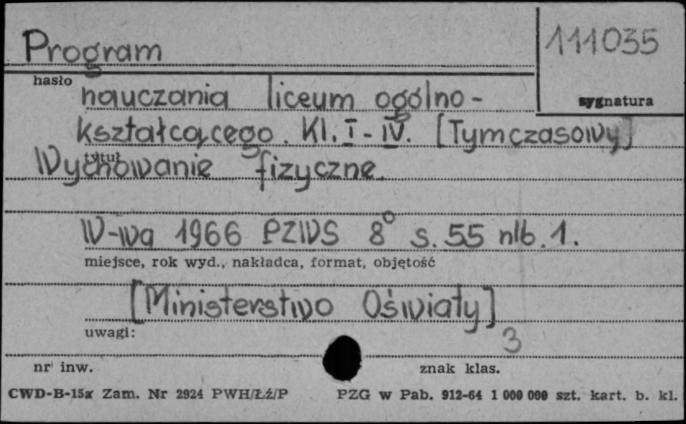 Program
111035
hasło
sygnatura
nauczania liceum ogólno-
kształcącego. Kl. I-IV. [Tymczasowy]
tytuł
Wychowanie fizyczne.
W-wa 1966 PZWS 8° s. 55 nlb. 1.
miejsce, rok wyd., nakładca, format, objętość
[Ministerstwo Oświaty]
uwagi:
3
nr inw.
znak klas.
CWD-B-15x Zam. Nr 2924 PWH/Łź/P PZG w Pab. 912-64 1 000 000 szt. kart. b. kl.